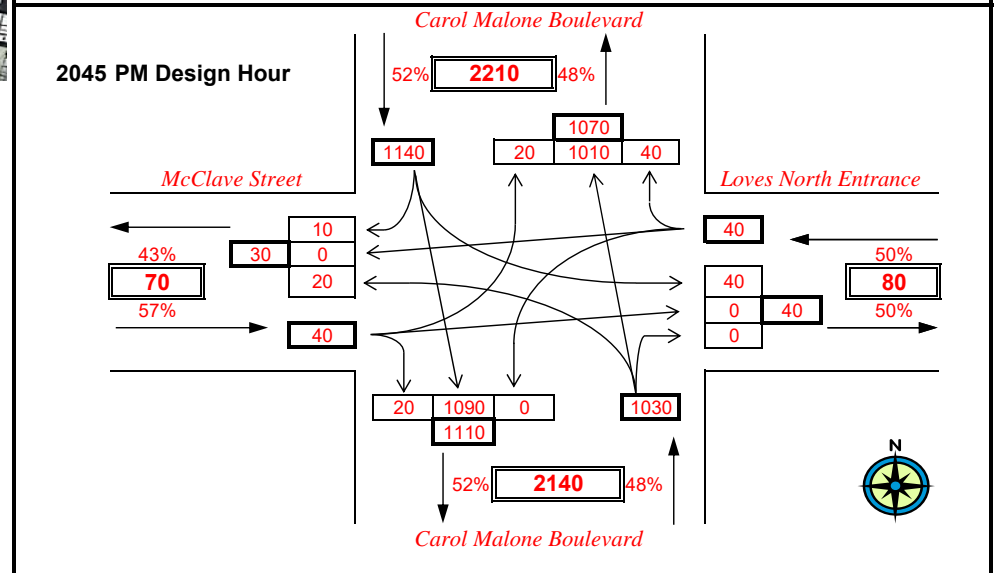 Carol Malone Boulevard
2045 PM Design Hour
52% 2210 48%
1070
1140 20 1010 40
McClave Street Loves North Entrance
10 40
30 0
43% 50%
20 40
70 80
57% 0 40 50%
40 0
20 1090 0 1030
1110
N
52% 2140 48%
Carol Malone Boulevard